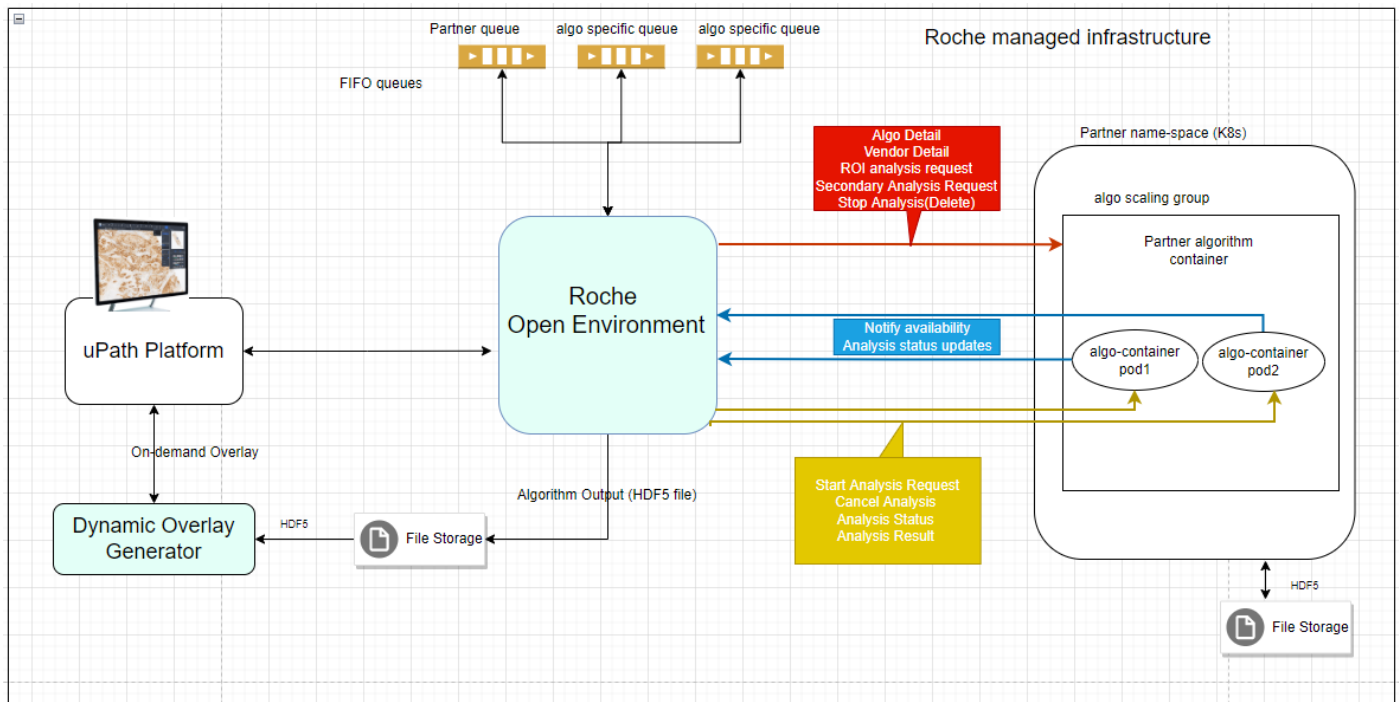 Partner queue
algo specific queue
algo specific queue
Roche managed infrastructure
FIFO queues
Algo Detail
Vendor Detail
ROI analysis request
Secondary Analysis Request
Stop Analysis(Delete)
Partner name-space (K8s)
algo scaling group
Partner algorithm
container
Roche
Open Environment
uPath Platform
Notify availability
Analysis status updates
algo-container
pod1
algo-container
pod2
On-demand Overlay
Start Analysis Request
Cancel Analysis
Analysis Status
Analysis Result
Algorithm Output (HDF5 file)
Dynamic Overlay
Generator
HDF5
File Storage
HDF5
File Storage